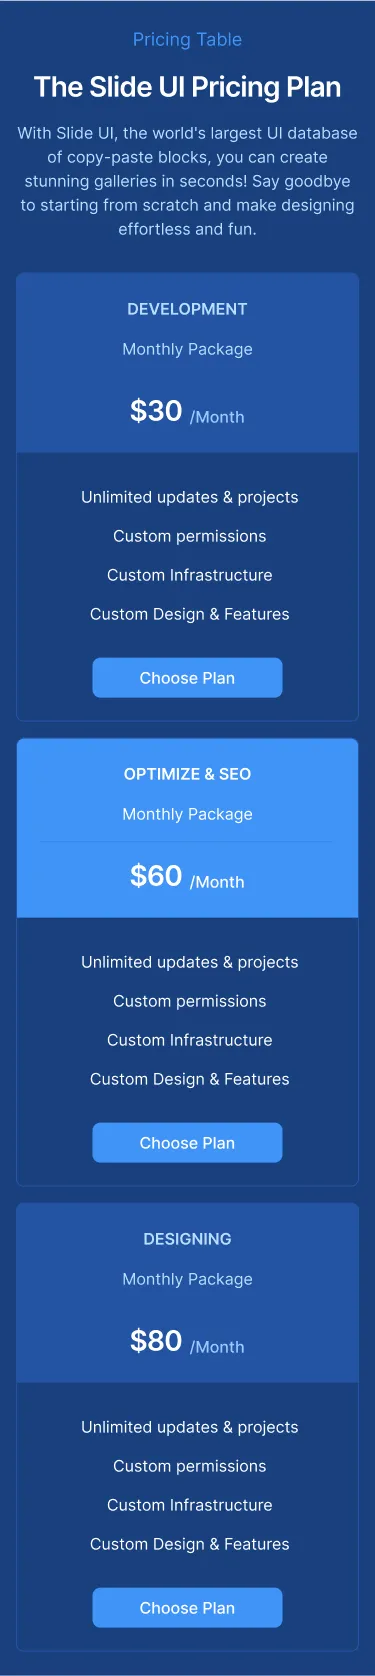 Pricing Table
The Slide UI Pricing Plan
With Slide UI, the world's largest UI database
of copy-paste blocks, you can create
stunning galleries in seconds! Say goodbye
to starting from scratch and make designing
effortless and fun.
DEVELOPMENT
Monthly Package
$30 /Month
Unlimited updates & projects
Custom permissions
Custom Infrastructure
Custom Design & Features
Choose Plan
OPTIMIZE & SEO
Monthly Package
$60 /Month
Unlimited updates & projects
Custom permissions
Custom Infrastructure
Custom Design & Features
Choose Plan
DESIGNING
Monthly Package
$80 /Month
Unlimited updates & projects
Custom permissions
Custom Infrastructure
Custom Design & Features
Choose Plan